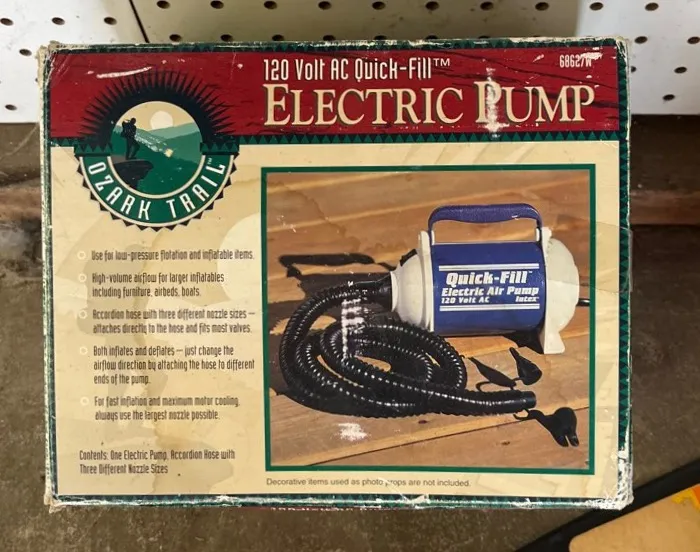 120 Volt AC Quick-Fill™
68627W
ELECTRIC PUMP
OZARK TRAIL™
Use for low-pressure flotation and inflatable items.
High-volume airflow for larger inflatables
including furniture, airbeds, boats.
Accordion hose with three different nozzle sizes –
attaches directly to the hose and fits most valves.
Both inflates and deflates – just change the
airflow direction by attaching the hose to different
ends of the pump.
For fast inflation and maximum motor cooling,
always use the largest nozzle possible.
Contents: One Electric Pump, Accordion Hose with
Three Different Nozzle Sizes
Quick-Fill™
Electric Air Pump
120 Volt AC
Intex®
Decorative items used as photo props are not included.